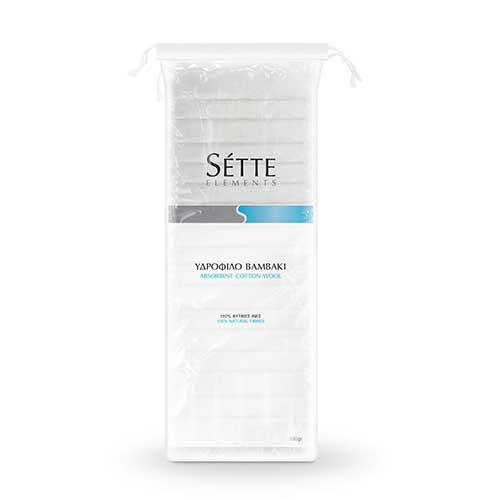 SÉTTE
ELEMENTS
ΥΔΡΟΦΙΛΟ ΒΑΜΒΑΚΙ
ABSORBENT COTTON WOOL
100% ΦΥΤΙΚΕΣ ΙΝΕΣ
100% NATURAL FIBRES
100gr